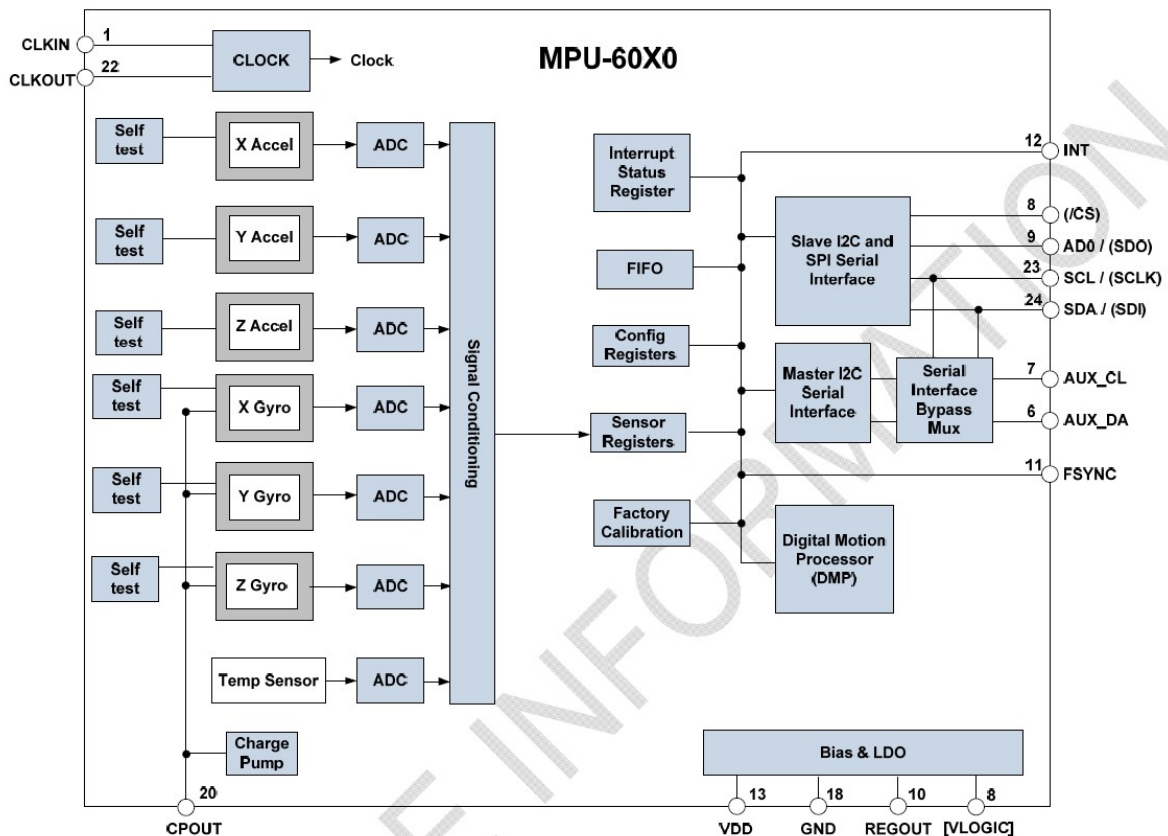 MPU-60X0
CLKIN
1
CLKOUT
22
CLOCK
Clock
Self
test
X Accel
ADC
Self
test
Y Accel
ADC
Self
test
Z Accel
ADC
Self
test
X Gyro
ADC
Self
test
Y Gyro
ADC
Self
test
Z Gyro
ADC
Temp Sensor
ADC
Charge
Pump
20
CPOUT
Signal Conditioning
Interrupt
Status
Register
FIFO
Config
Registers
Sensor
Registers
Factory
Calibration
Slave I2C and
SPI Serial
Interface
Master I2C
Serial
Interface
Serial
Interface
Bypass
Mux
Digital Motion
Processor
(DMP)
12
INT
8
(/CS)
9
AD0 / (SDO)
23
SCL / (SCLK)
24
SDA / (SDI)
7
AUX_CL
6
AUX_DA
11
FSYNC
Bias & LDO
13
VDD
18
GND
10
REGOUT
8
[VLOGIC]
E INFORMATION